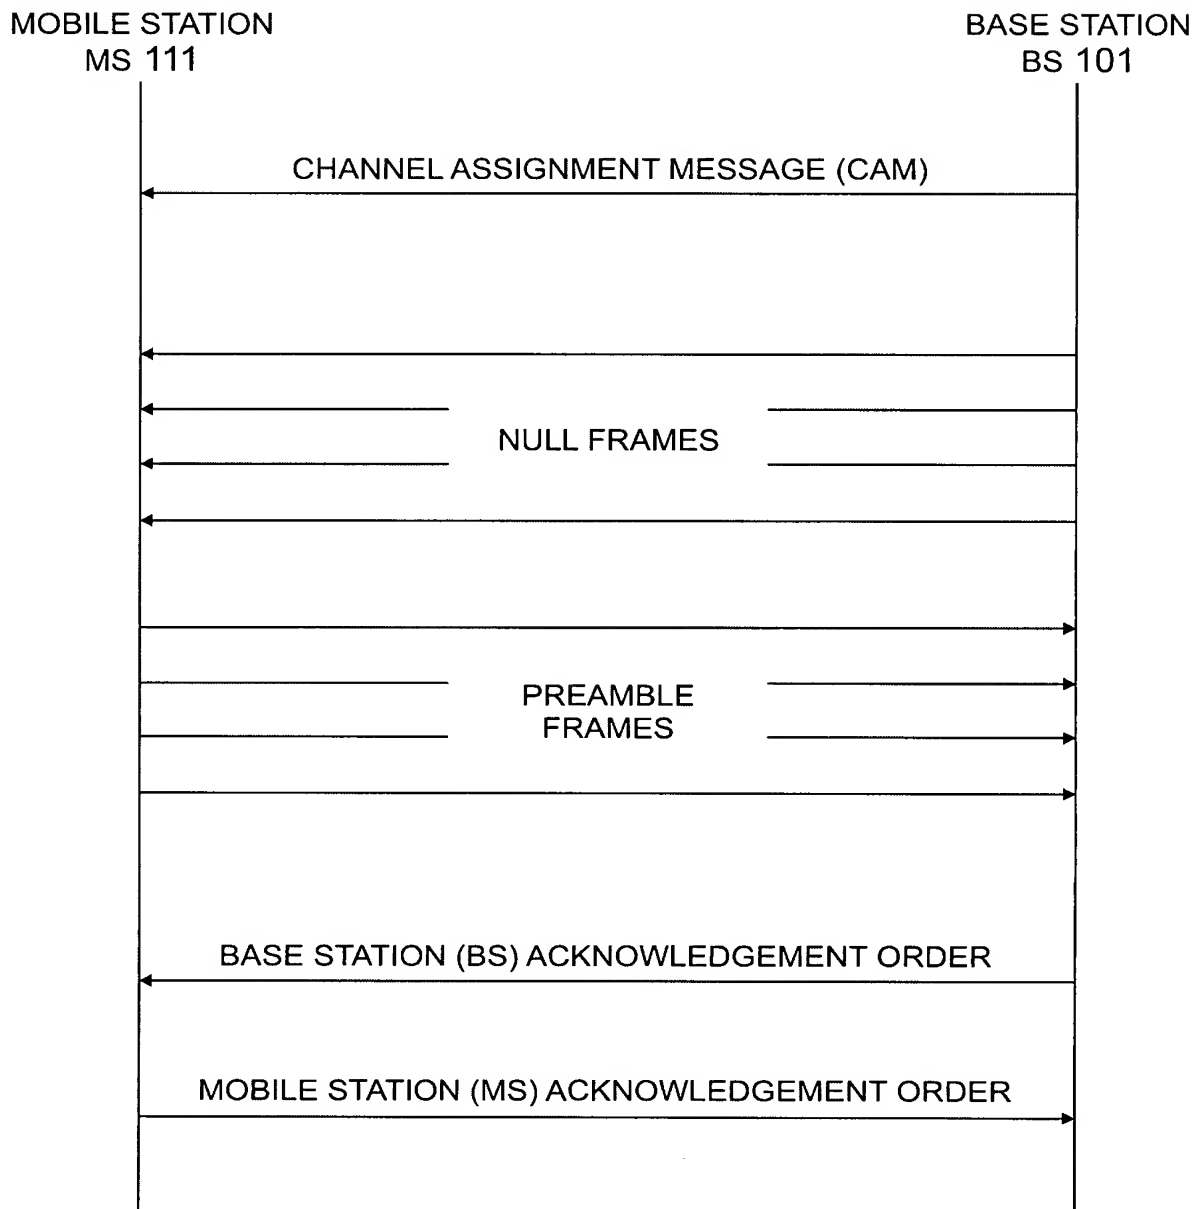 MOBILE STATION
MS 111
BASE STATION
BS 101
CHANNEL ASSIGNMENT MESSAGE (CAM)
NULL FRAMES
PREAMBLE
FRAMES
BASE STATION (BS) ACKNOWLEDGEMENT ORDER
MOBILE STATION (MS) ACKNOWLEDGEMENT ORDER